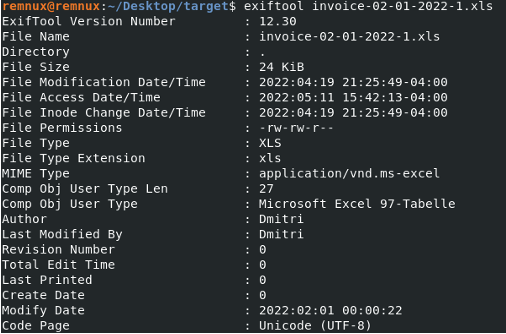 remnux@remnux:~/Desktop/target$ exiftool invoice-02-01-2022-1.xls
ExifTool Version Number : 12.30
File Name : invoice-02-01-2022-1.xls
Directory : .
File Size : 24 KiB
File Modification Date/Time : 2022:04:19 21:25:49-04:00
File Access Date/Time : 2022:05:11 15:42:13-04:00
File Inode Change Date/Time : 2022:04:19 21:25:49-04:00
File Permissions : -rw-rw-r--
File Type : XLS
File Type Extension : xls
MIME Type : application/vnd.ms-excel
Comp Obj User Type Len : 27
Comp Obj User Type : Microsoft Excel 97-Tabelle
Author : Dmitri
Last Modified By : Dmitri
Revision Number : 0
Total Edit Time : 0
Last Printed : 0
Create Date : 0
Modify Date : 2022:02:01 00:00:22
Code Page : Unicode (UTF-8)